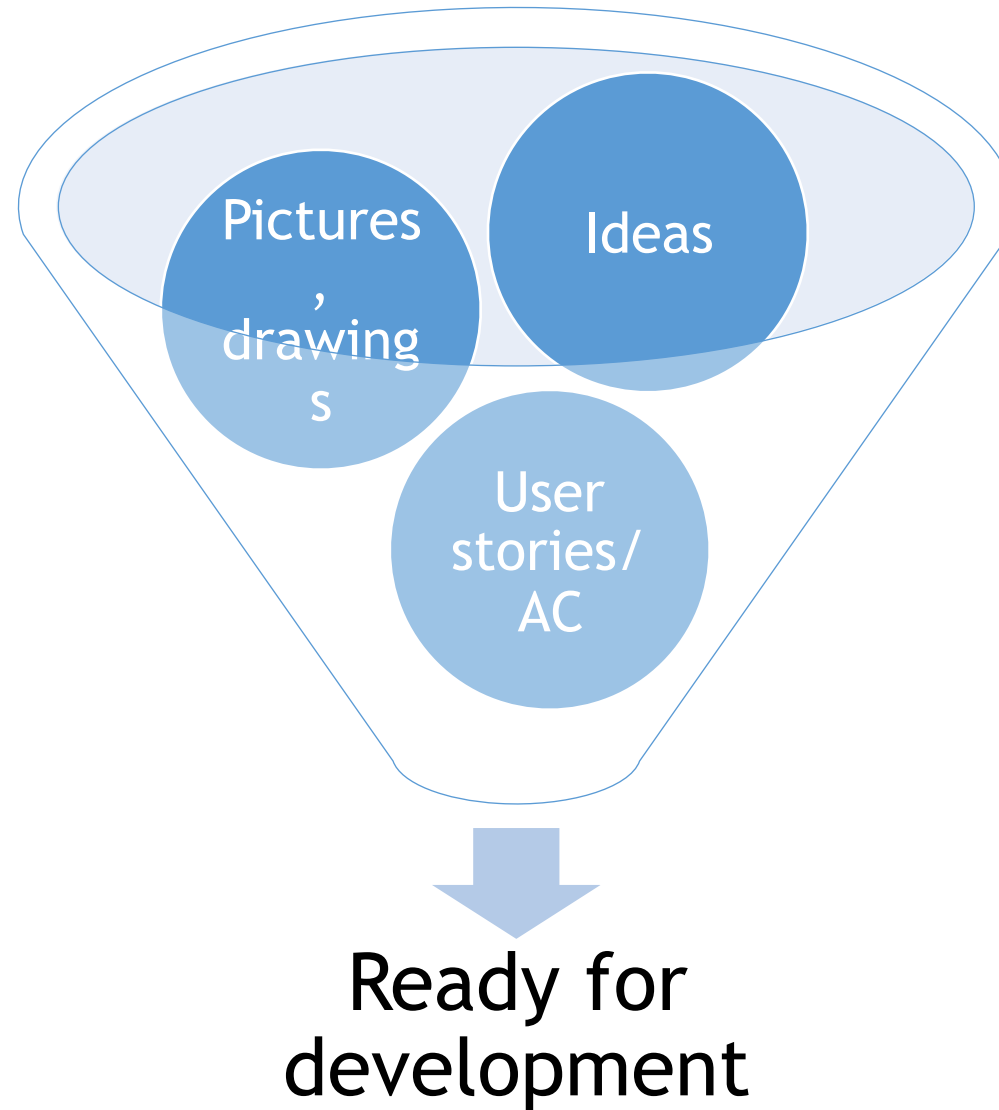 Pictures
,
drawing
s
Ideas
User
stories/
AC
Ready for
development